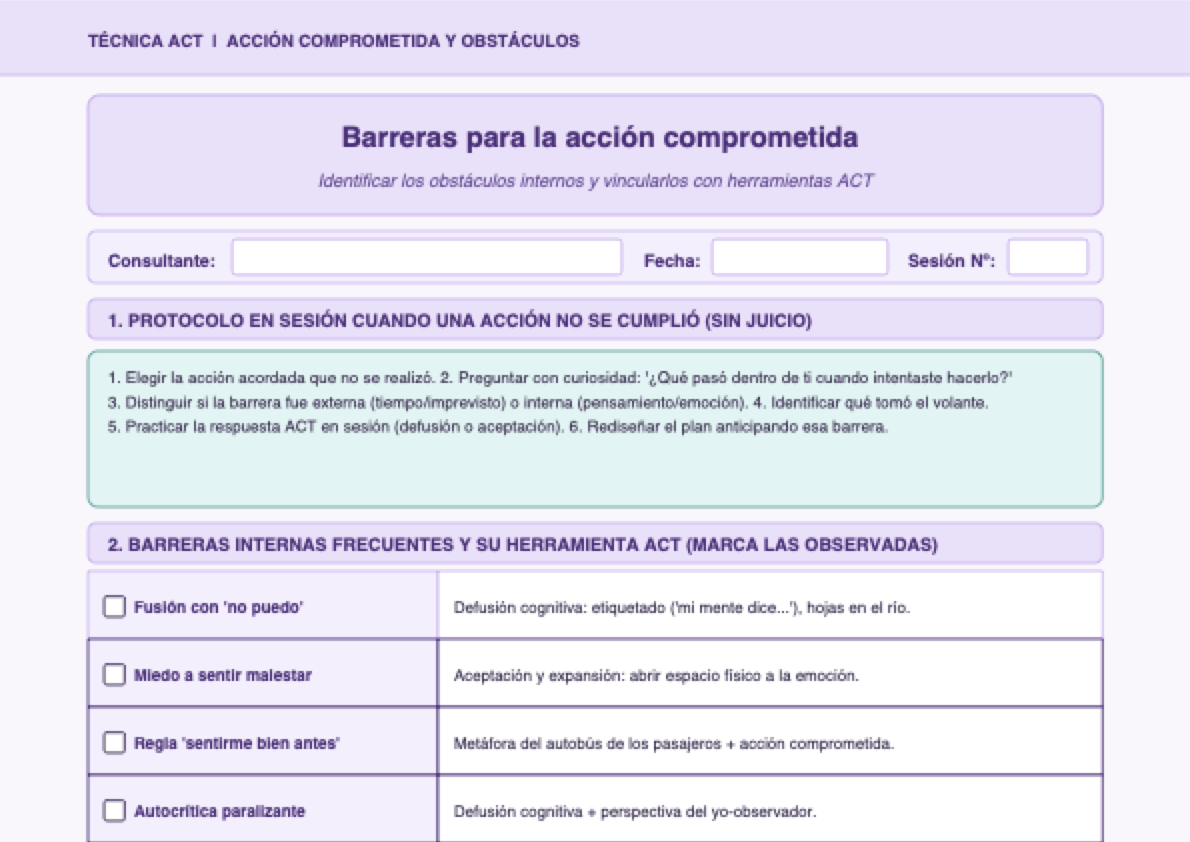 TÉCNICA ACT | ACCIÓN COMPROMETIDA Y OBSTÁCULOS
Barreras para la acción comprometida
Identificar los obstáculos internos y vincularlos con herramientas ACT
Consultante: Fecha: Sesión Nº:
1. PROTOCOLO EN SESIÓN CUANDO UNA ACCIÓN NO SE CUMPLIÓ (SIN JUICIO)
1. Elegir la acción acordada que no se realizó. 2. Preguntar con curiosidad: '¿Qué pasó dentro de ti cuando intentaste hacerlo?'
3. Distinguir si la barrera fue externa (tiempo/imprevisto) o interna (pensamiento/emoción). 4. Identificar qué tomó el volante.
5. Practicar la respuesta ACT en sesión (defusión o aceptación). 6. Rediseñar el plan anticipando esa barrera.
2. BARRERAS INTERNAS FRECUENTES Y SU HERRAMIENTA ACT (MARCA LAS OBSERVADAS)
Fusión con 'no puedo' Defusión cognitiva: etiquetado ('mi mente dice...'), hojas en el río.
Miedo a sentir malestar Aceptación y expansión: abrir espacio físico a la emoción.
Regla 'sentirme bien antes' Metáfora del autobús de los pasajeros + acción comprometida.
Autocrítica paralizante Defusión cognitiva + perspectiva del yo-observador.